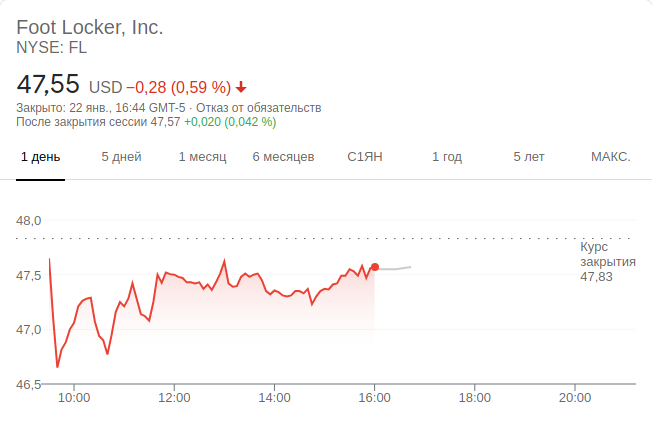 Foot Locker, Inc.
NYSE: FL
47,55 USD −0,28 (0,59 %)
Закрыто: 22 янв., 16:44 GMT-5 · Отказ от обязательств
После закрытия сессии 47,57 +0,020 (0,042 %)
1 день 5 дней 1 месяц 6 месяцев С1ЯН 1 год 5 лет МАКС.
48,0
Курс
закрытия
47,83
47,5
47,0
46,5
10:00 12:00 14:00 16:00 18:00 20:00